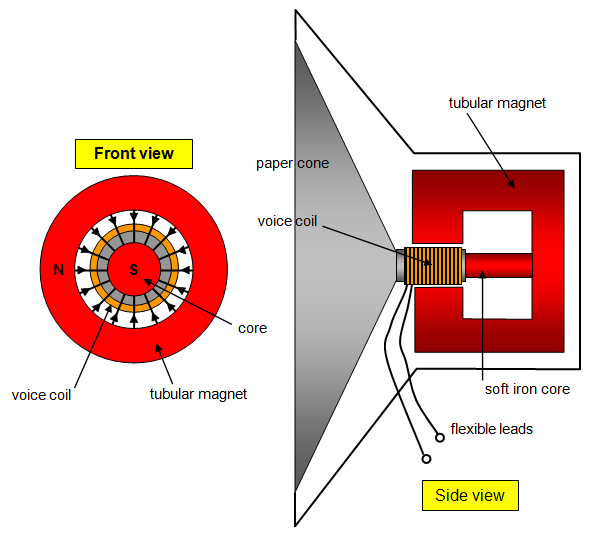 Front view
N
S
core
voice coil
tubular magnet
tubular magnet
paper cone
voice coil
soft iron core
flexible leads
Side view